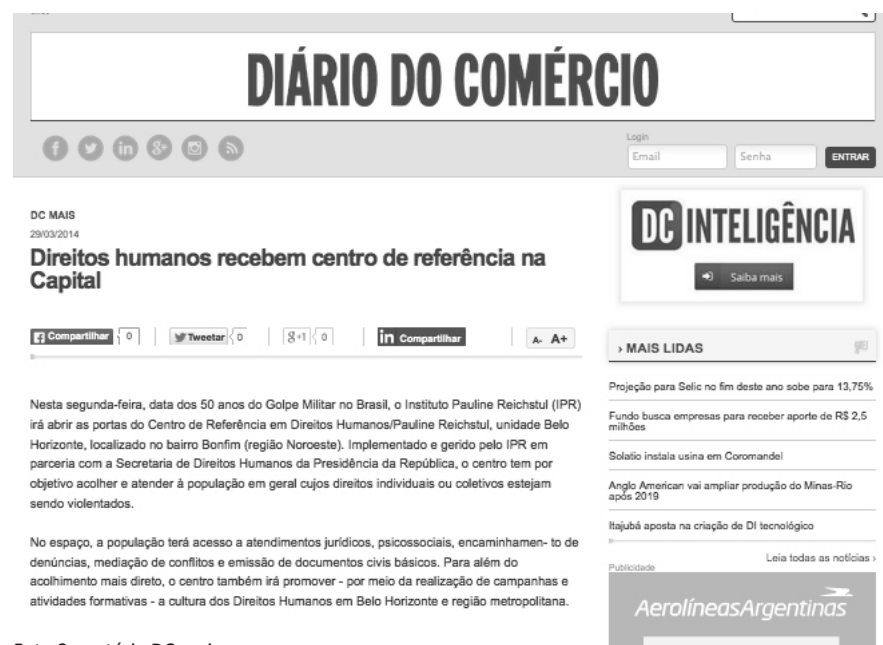 DIÁRIO DO COMÉRCIO
Login
Email
Senha
ENTRAR
DC MAIS
29/03/2014
Direitos humanos recebem centro de referência na
Capital
Compartilhar 0
Tweetar 0
g+1 0
in Compartilhar
A- A+
Nesta segunda-feira, data dos 50 anos do Golpe Militar no Brasil, o Instituto Pauline Reichstul (IPR)
irá abrir as portas do Centro de Referência em Direitos Humanos/Pauline Reichstul, unidade Belo
Horizonte, localizado no bairro Bonfim (região Noroeste). Implementado e gerido pelo IPR em
parceria com a Secretaria de Direitos Humanos da Presidência da República, o centro tem por
objetivo acolher e atender à população em geral cujos direitos individuais ou coletivos estejam
sendo violentados.
No espaço, a população terá acesso a atendimentos jurídicos, psicossociais, encaminhamen- to de
denúncias, mediação de conflitos e emissão de documentos civis básicos. Para além do
acolhimento mais direto, o centro também irá promover - por meio da realização de campanhas e
atividades formativas - a cultura dos Direitos Humanos em Belo Horizonte e região metropolitana.
DC INTELIGÊNCIA
Saiba mais
› MAIS LIDAS
Projeção para Selic no fim deste ano sobe para 13,75%
Fundo busca empresas para receber aporte de R$ 2,5
milhões
Solatio instala usina em Coromandel
Anglo American vai ampliar produção do Minas-Rio
após 2019
Itajubá aposta na criação de DI tecnológico
Leia todas as notícias ›
Publicidade
AerolíneasArgentinas